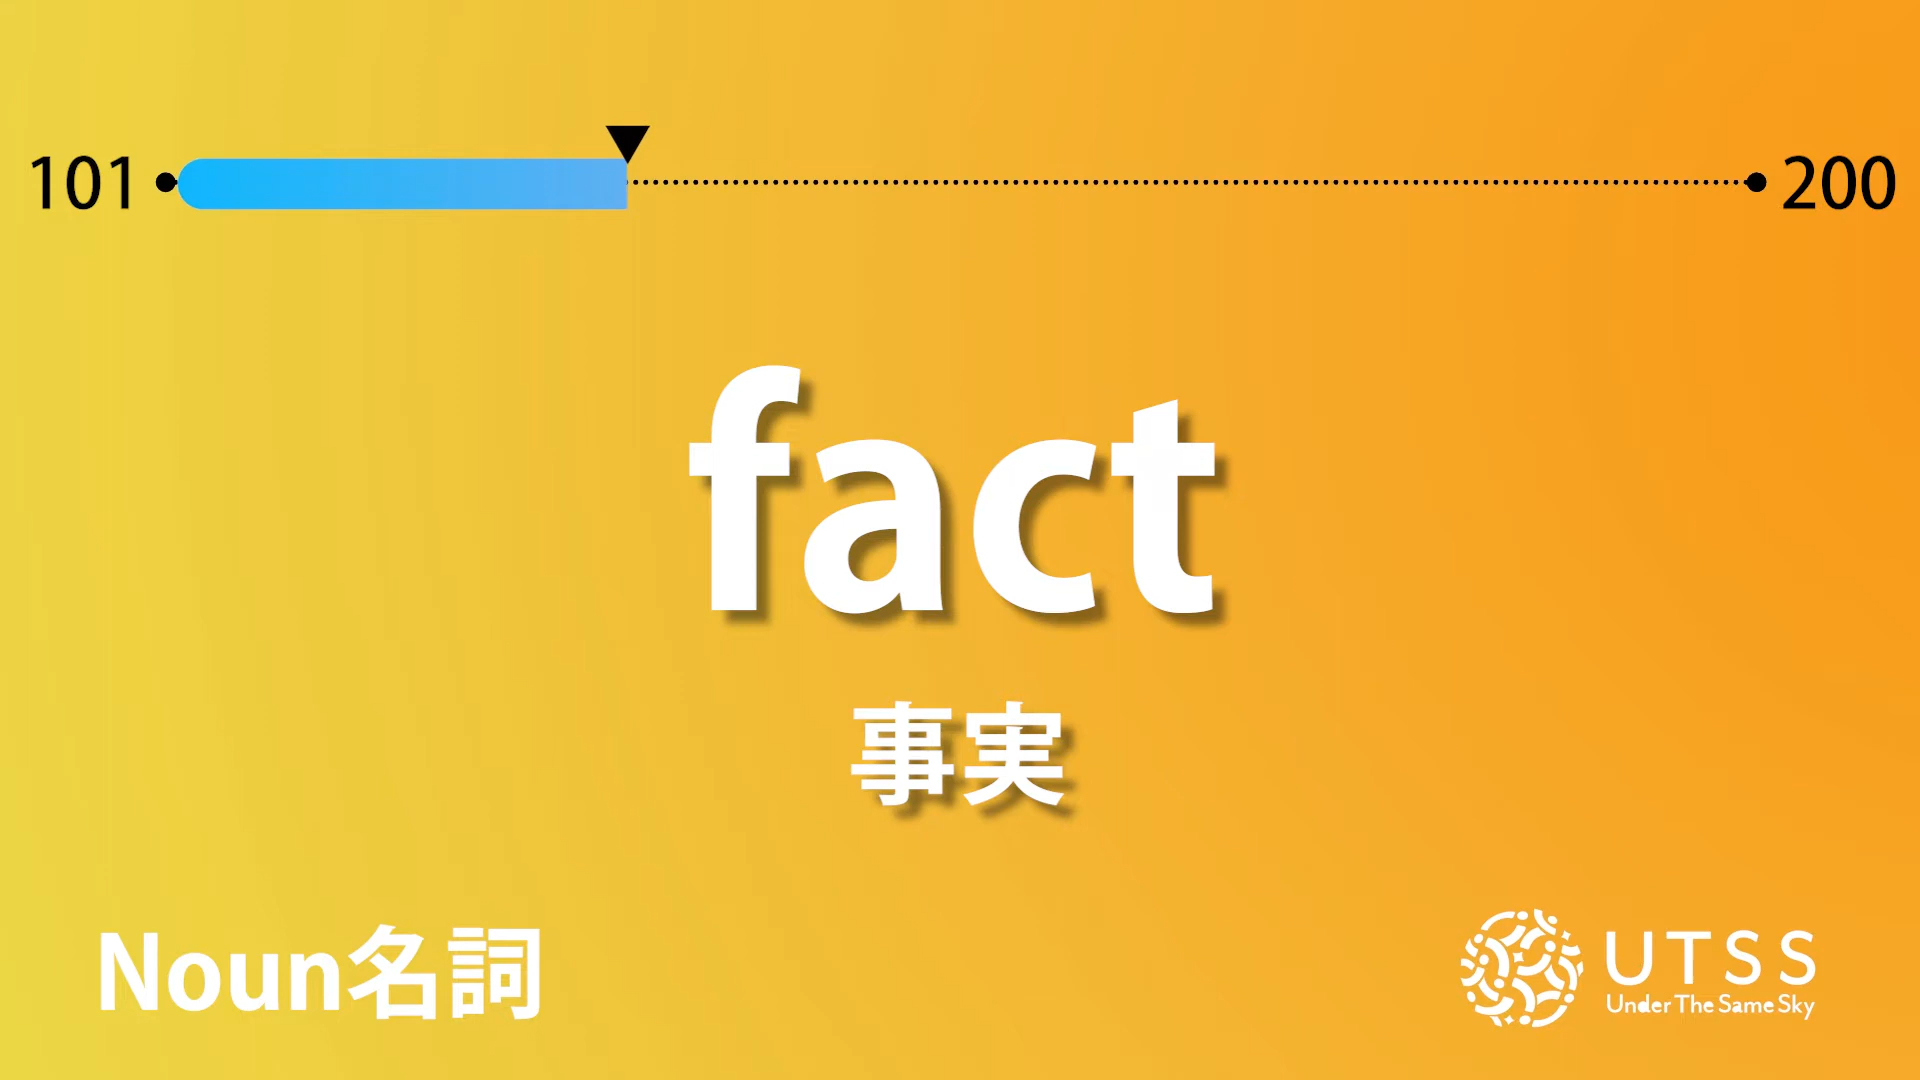 101
200
fact
事実
Noun名詞
UTSS
Under The Same Sky